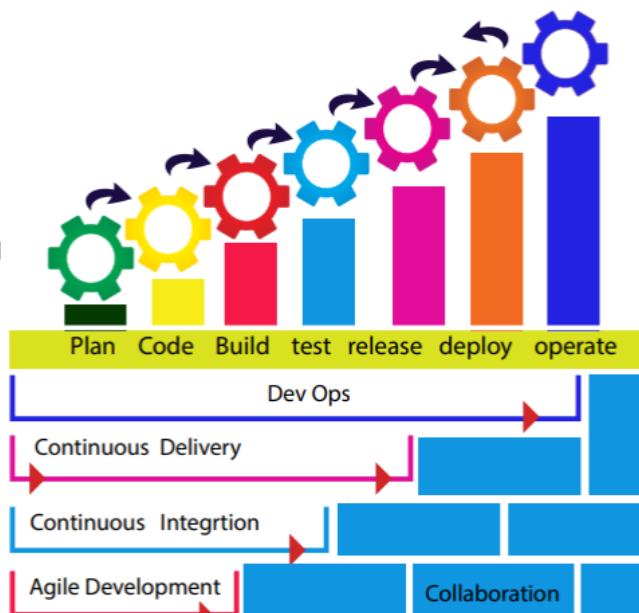 Plan Code Build test release deploy operate
Dev Ops
Continuous Delivery
Continuous Integrtion
Agile Development
Collaboration